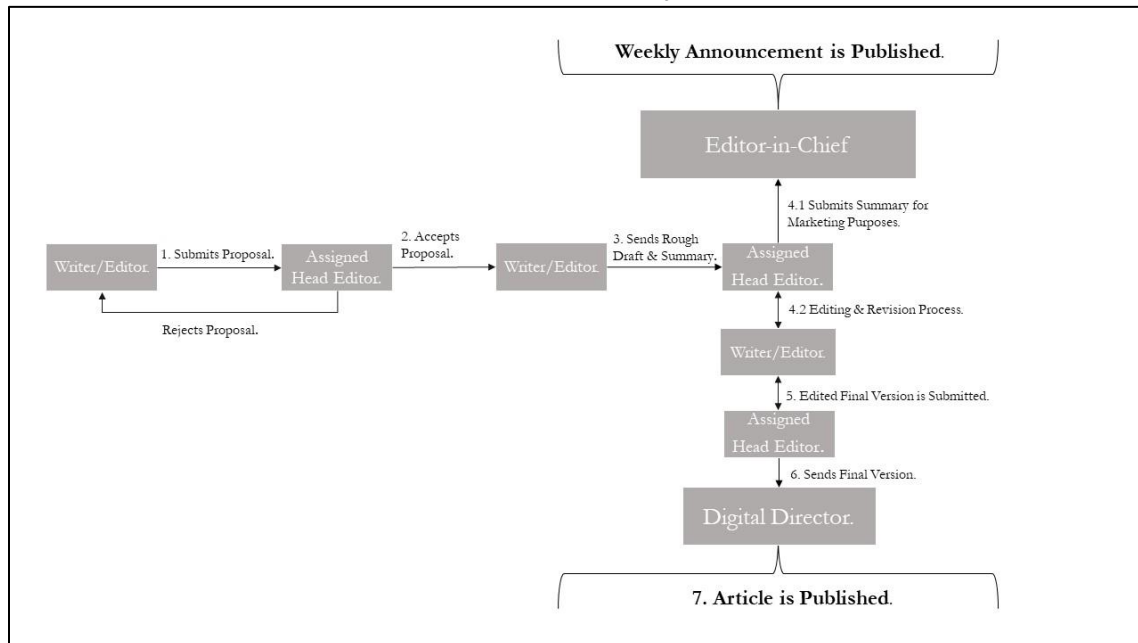 Weekly Announcement is Published.
Editor-in-Chief
4.1 Submits Summary for
Marketing Purposes.
Writer/Editor.
1. Submits Proposal.
Assigned
Head Editor.
2. Accepts
Proposal.
Writer/Editor.
3. Sends Rough
Draft & Summary.
Assigned
Head Editor.
Rejects Proposal.
4.2 Editing & Revision Process.
Writer/Editor.
5. Edited Final Version is Submitted.
Assigned
Head Editor.
6. Sends Final Version.
Digital Director.
7. Article is Published.